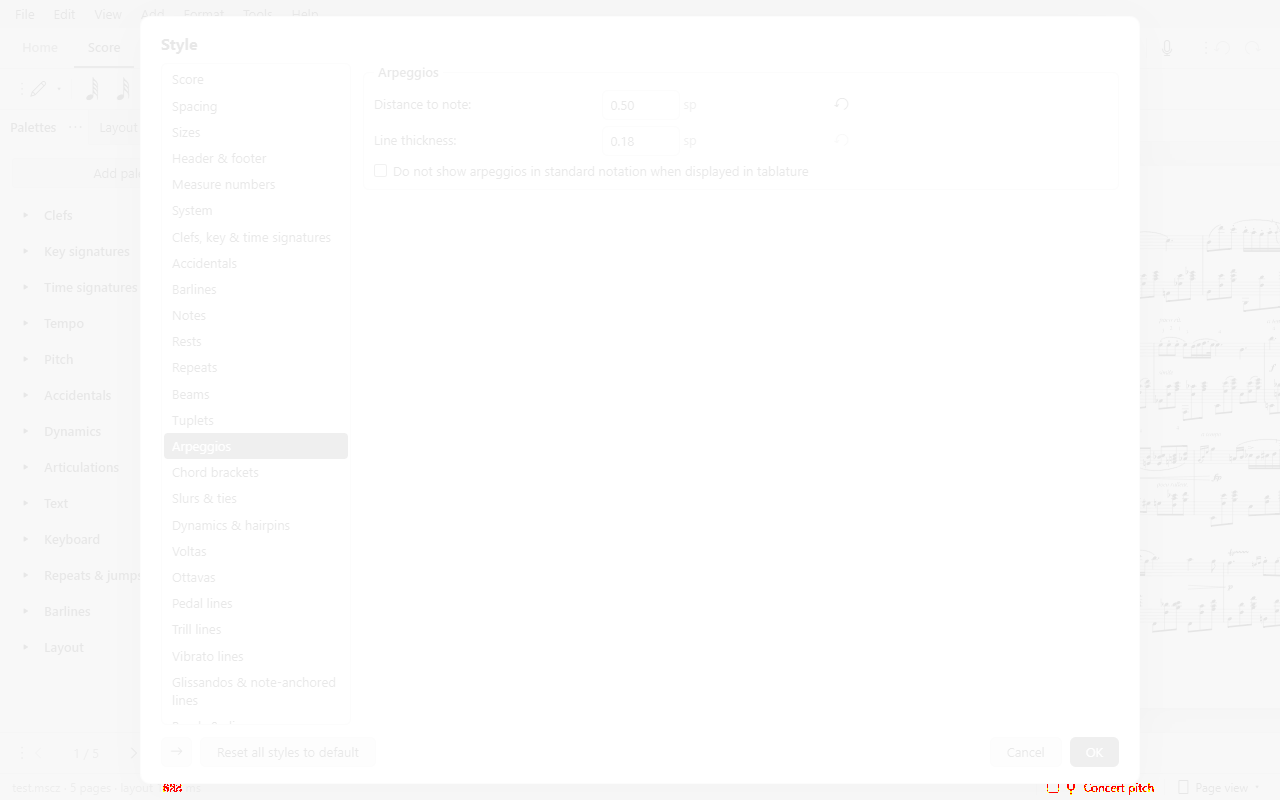 File Edit View Add Format Tools Help
Home Score
Style
Palettes Layout
Add pal
Clefs
Key signatures
Time signatures
Tempo
Pitch
Accidentals
Dynamics
Articulations
Text
Keyboard
Repeats & jumps
Barlines
Layout
Score
Spacing
Sizes
Header & footer
Measure numbers
System
Clefs, key & time signatures
Accidentals
Barlines
Notes
Rests
Repeats
Beams
Tuplets
Arpeggios
Chord brackets
Slurs & ties
Dynamics & hairpins
Voltas
Ottavas
Pedal lines
Trill lines
Vibrato lines
Glissandos & note-anchored
lines
Arpeggios
Distance to note: 0.50 sp
Line thickness: 0.18 sp
Do not show arpeggios in standard notation when displayed in tablature
1 / 5
Reset all styles to default
Cancel OK
test.mscz · 5 pages · layout
Concert pitch
Page view